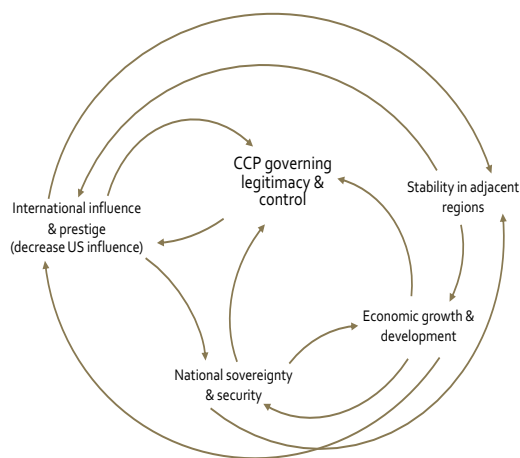 CCP governing
legitimacy &
control
Stability in adjacent
regions
International influence
& prestige
(decrease US influence)
Economic growth &
development
National sovereignty
& security